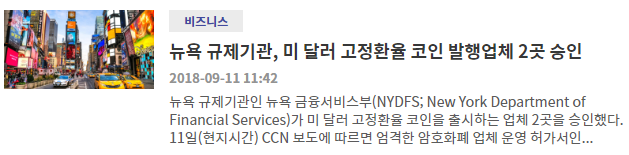 비즈니스
뉴욕 규제기관, 미 달러 고정환율 코인 발행업체 2곳 승인
2018-09-11 11:42
뉴욕 규제기관인 뉴욕 금융서비스부(NYDFS; New York Department of
Financial Services)가 미 달러 고정환율 코인을 출시하는 업체 2곳을 승인했다.
11일(현지시간) CCN 보도에 따르면 엄격한 암호화폐 업체 운영 허가서인...